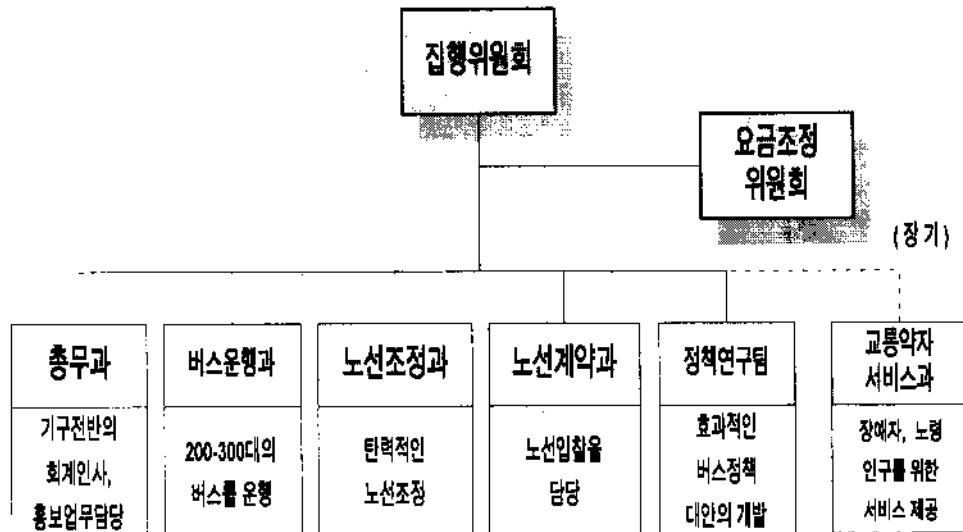 집행위원회
요금조정
위원회
(장기)
총무과
기구전반의
회계인사,
홍보업무담당
버스운행과
200-300대의
버스를 운행
노선조정과
탄력적인
노선조정
노선계약과
노선입찰을
담당
정책연구팀
효과적인
버스정책
대안의 개발
교통약자
서비스과
장애자, 노령
인구를 위한
서비스 제공